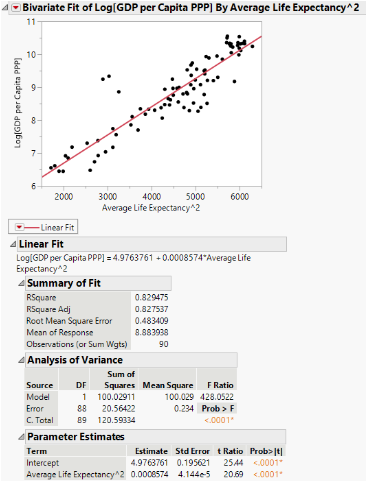 Bivariate Fit of Log[GDP per Capita PPP] By Average Life Expectancy^2
11
10
9
8
7
6
Log[GDP per Capita PPP]
2000 3000 4000 5000 6000
Average Life Expectancy^2
Linear Fit
Linear Fit
Log[GDP per Capita PPP] = 4.9763761 + 0.0008574*Average Life
Expectancy^2
Summary of Fit
RSquare 0.829475
RSquare Adj 0.827537
Root Mean Square Error 0.483409
Mean of Response 8.883938
Observations (or Sum Wgts) 90
Analysis of Variance
Sum of
Source DF Squares Mean Square F Ratio
Model 1 100.02911 100.029 428.0522
Error 88 20.56422 0.234 Prob > F
C. Total 89 120.59334 <.0001*
Parameter Estimates
Term Estimate Std Error t Ratio Prob>|t|
Intercept 4.9763761 0.195621 25.44 <.0001*
Average Life Expectancy^2 0.0008574 4.144e-5 20.69 <.0001*